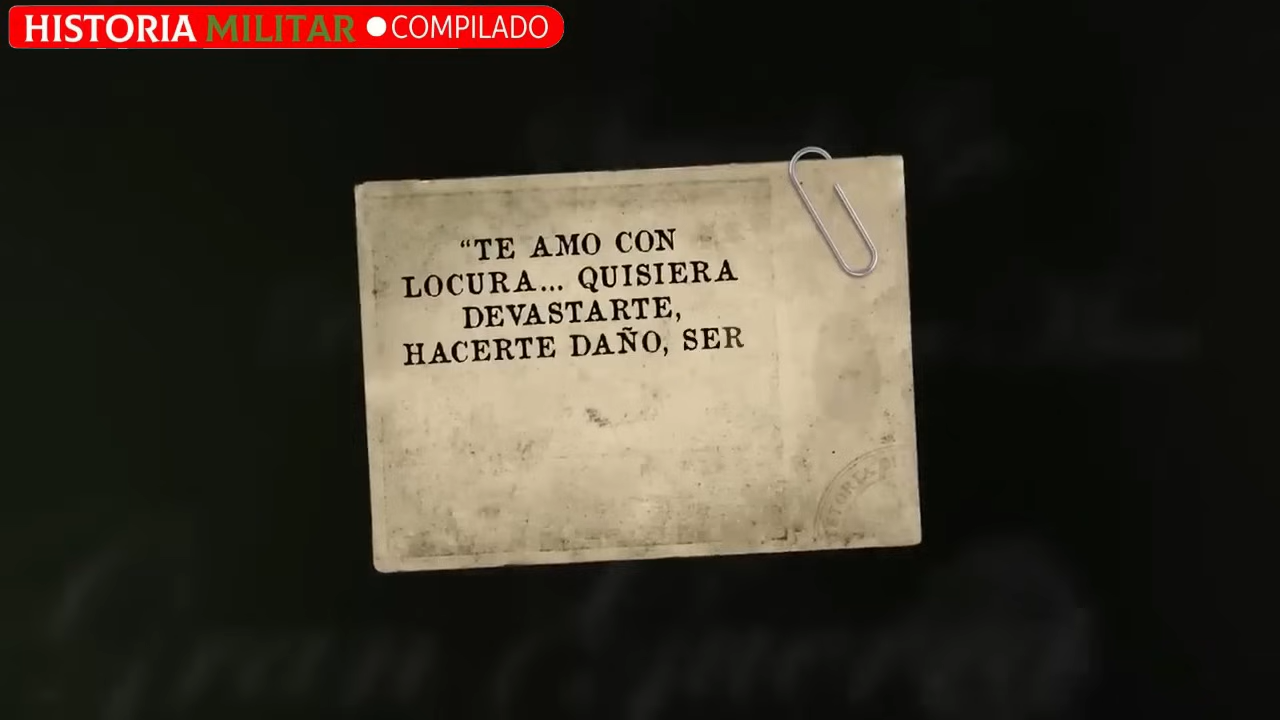 HISTORIA MILITAR COMPILADO
“TE AMO CON
LOCURA... QUISIERA
DEVASTARTE,
HACERTE DAÑO, SER